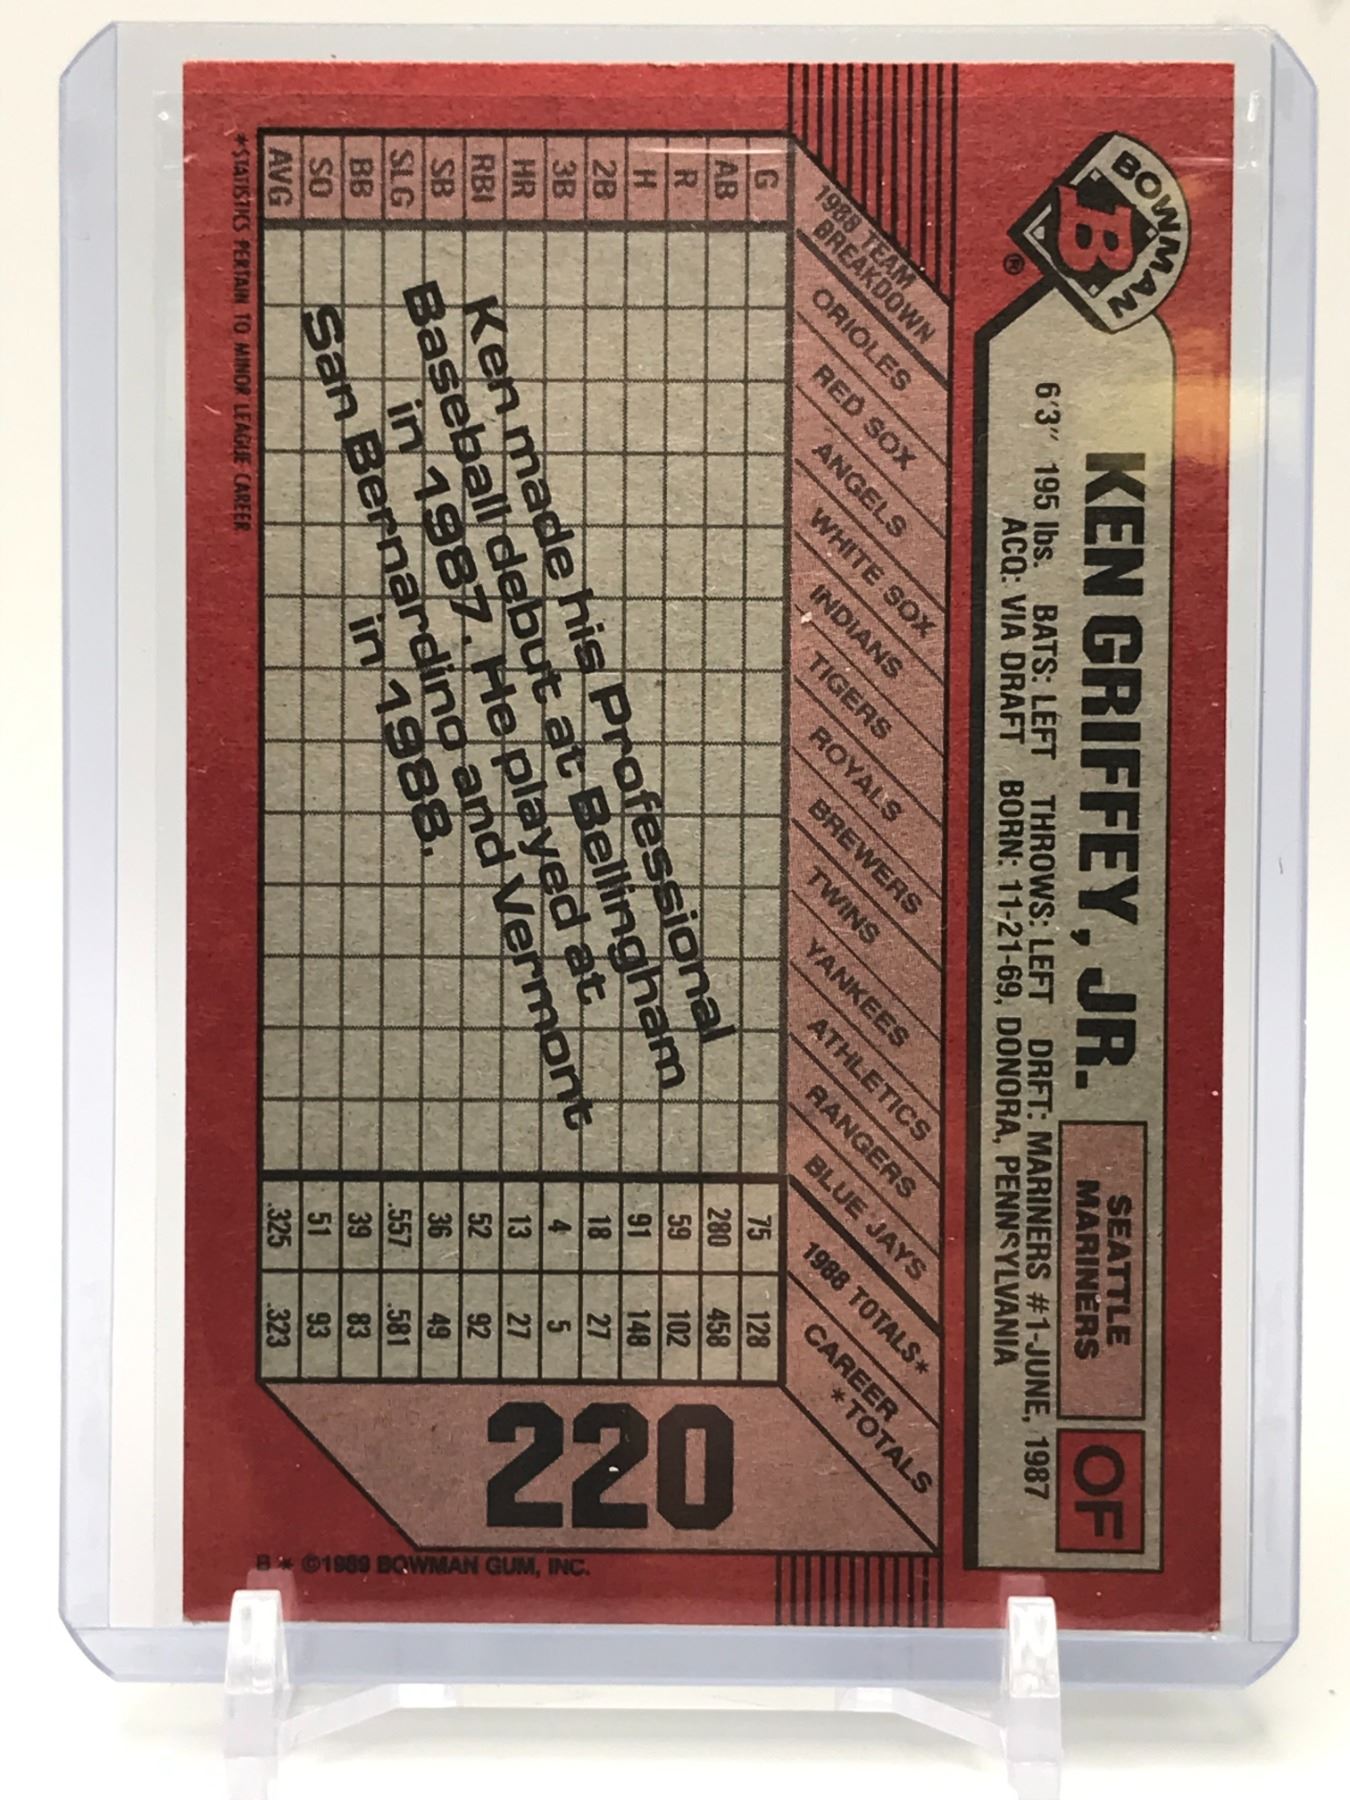 BOWMAN
B
®
KEN GRIFFEY, JR.
SEATTLE
MARINERS
OF
6'3" 195 lbs. BATS: LEFT THROWS: LEFT DRFT: MARINERS #1-JUNE, 1987
ACQ: VIA DRAFT BORN: 11-21-69, DONORA, PENNSYLVANIA
1988 TEAM
BREAKDOWN
ORIOLES
RED SOX
ANGELS
WHITE SOX
INDIANS
TIGERS
ROYALS
BREWERS
TWINS
YANKEES
ATHLETICS
RANGERS
BLUE JAYS
1988 TOTALS*
CAREER
*TOTALS
G 75 128
AB 280 458
R 59 102
H 91 148
2B 18 27
3B 4 5
HR 13 27
RBI 52 92
SB 36 49
SLG .557 .581
BB 39 83
SO 51 93
AVG .325 .323
Ken made his Professional
Baseball debut at Bellingham
in 1987. He played at
San Bernardino and Vermont
in 1988.
220
*STATISTICS PERTAIN TO MINOR LEAGUE CAREER
B * ©1989 BOWMAN GUM, INC.